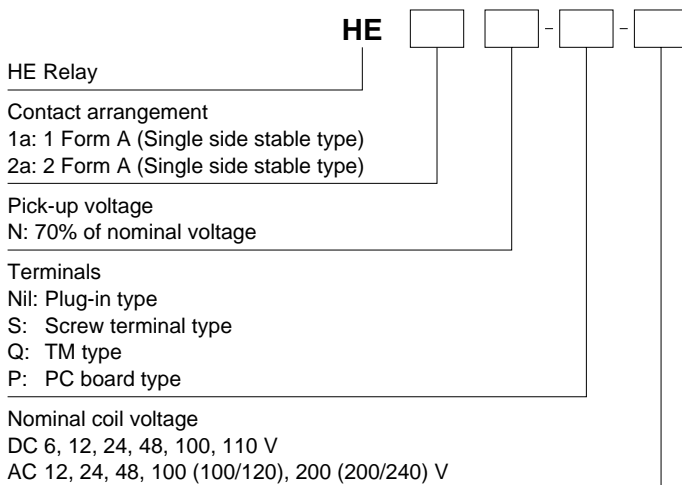 HE - -
HE Relay
Contact arrangement
1a: 1 Form A (Single side stable type)
2a: 2 Form A (Single side stable type)
Pick-up voltage
N: 70% of nominal voltage
Terminals
Nil: Plug-in type
S: Screw terminal type
Q: TM type
P: PC board type
Nominal coil voltage
DC 6, 12, 24, 48, 100, 110 V
AC 12, 24, 48, 100 (100/120), 200 (200/240) V